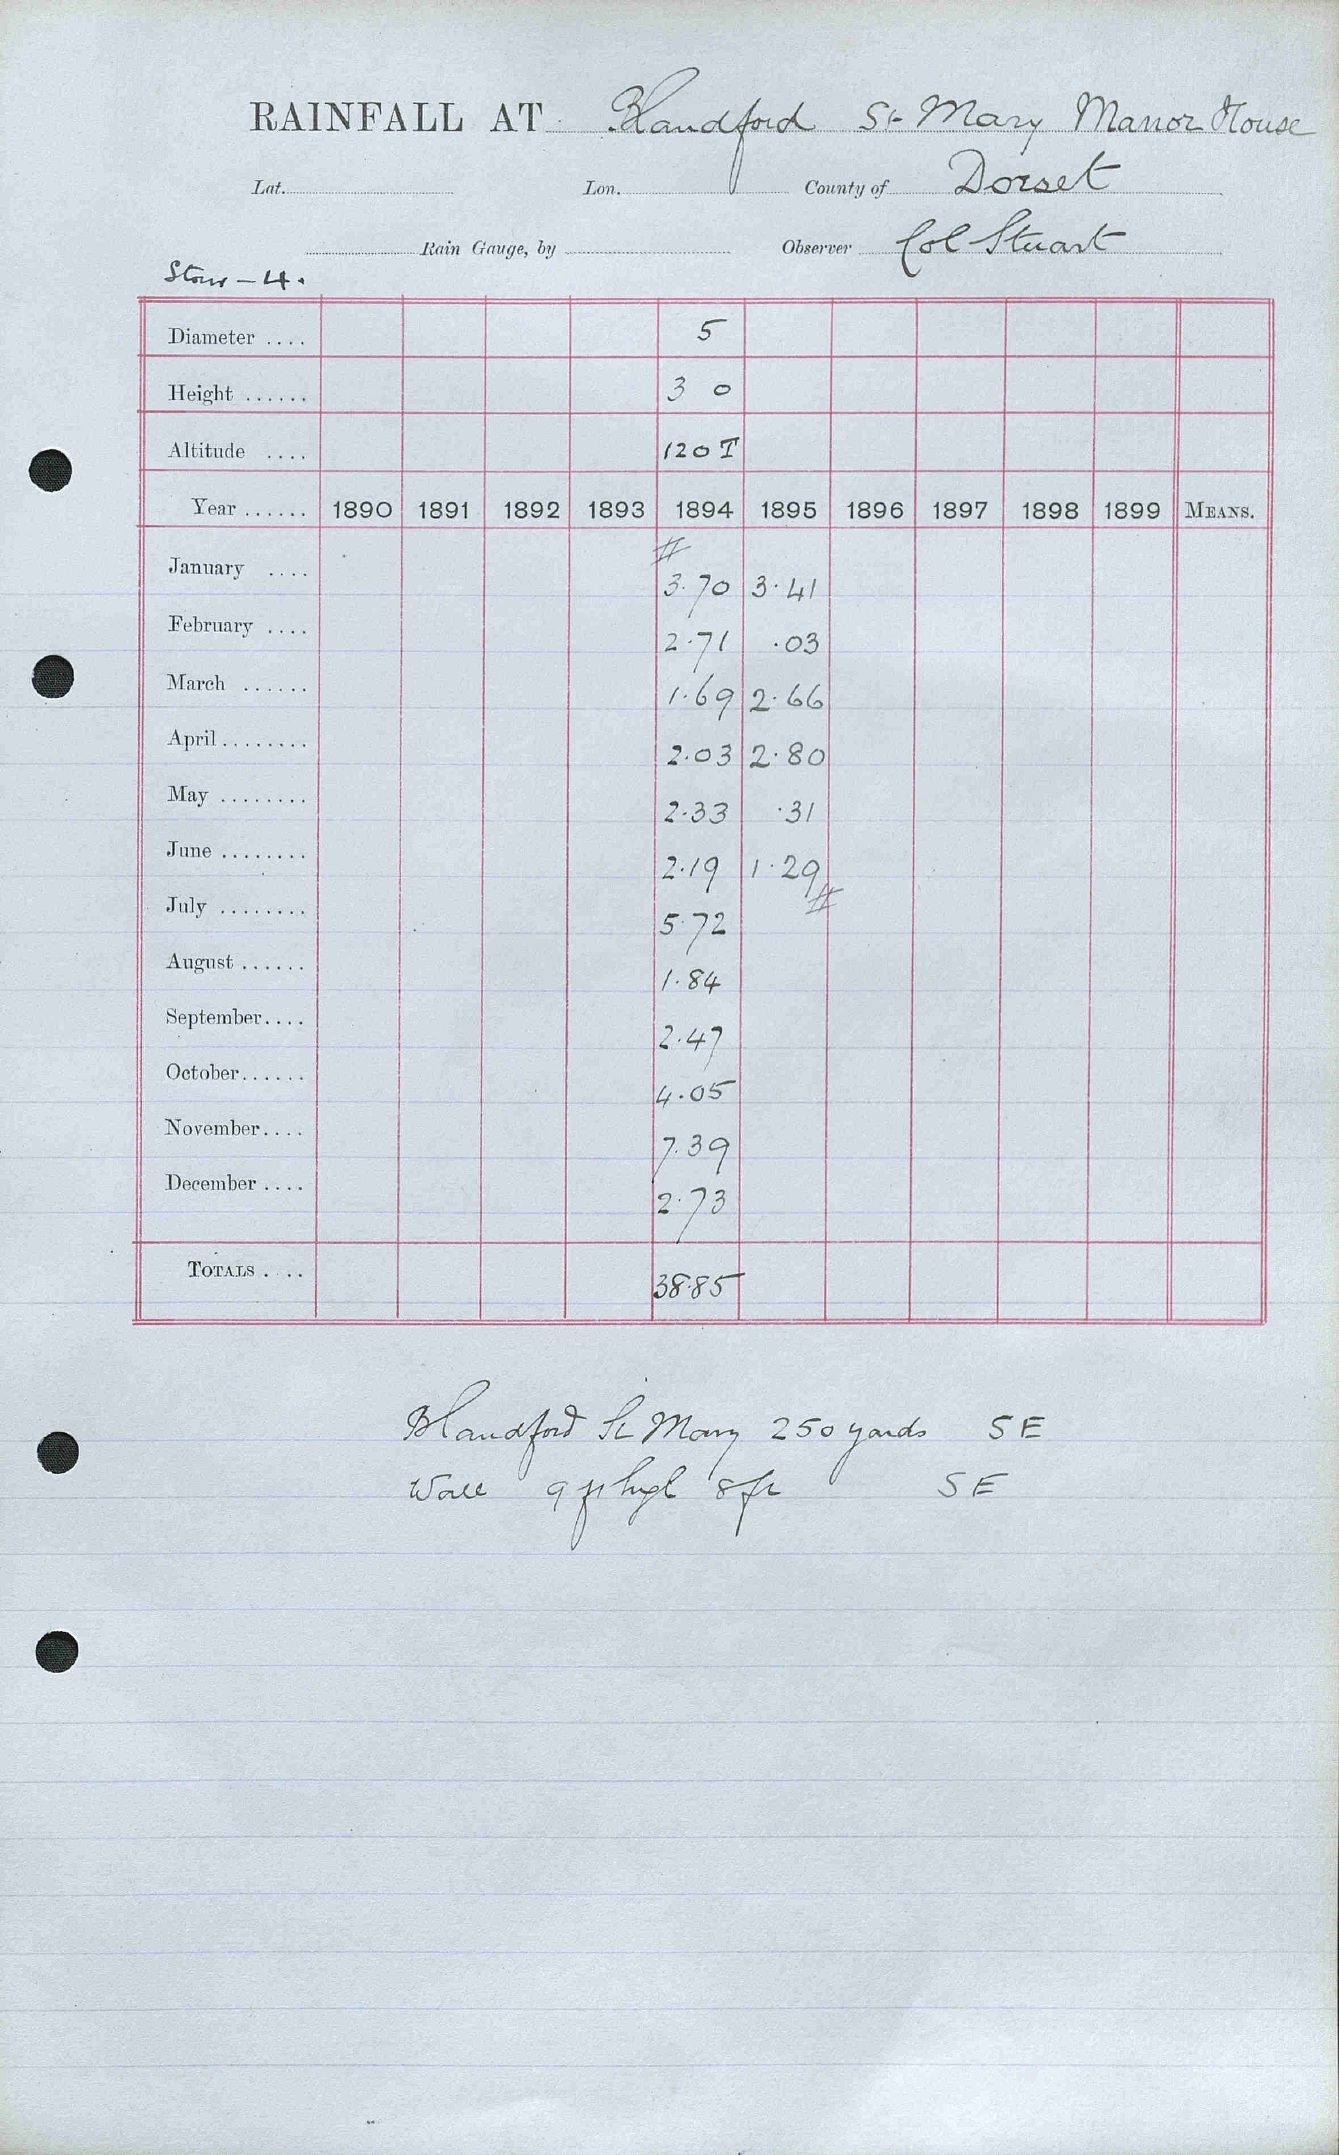 RAINFALL AT Blandford St Mary Manor House
Lat. Lon. County of Dorset
Rain Gauge, by Observer Col Stuart
Stour - 4.
Diameter .... 5
Height ...... 3 0
Altitude .... 120 T
Year ...... 1890 1891 1892 1893 1894 1895 1896 1897 1898 1899 MEANS.
#
January .... 3.70 3.41
February .... 2.71 .03
March ...... 1.69 2.66
April ........ 2.03 2.80
May ........ 2.33 .31
June ........ 2.19 1.29
#
July ........ 5.72
August ...... 1.84
September.... 2.47
October...... 4.05
November.... 7.39
December .... 2.73
TOTALS .... 38.85
Blandford St Mary 250 yards SE
Wall 9 ft high 8 ft SE